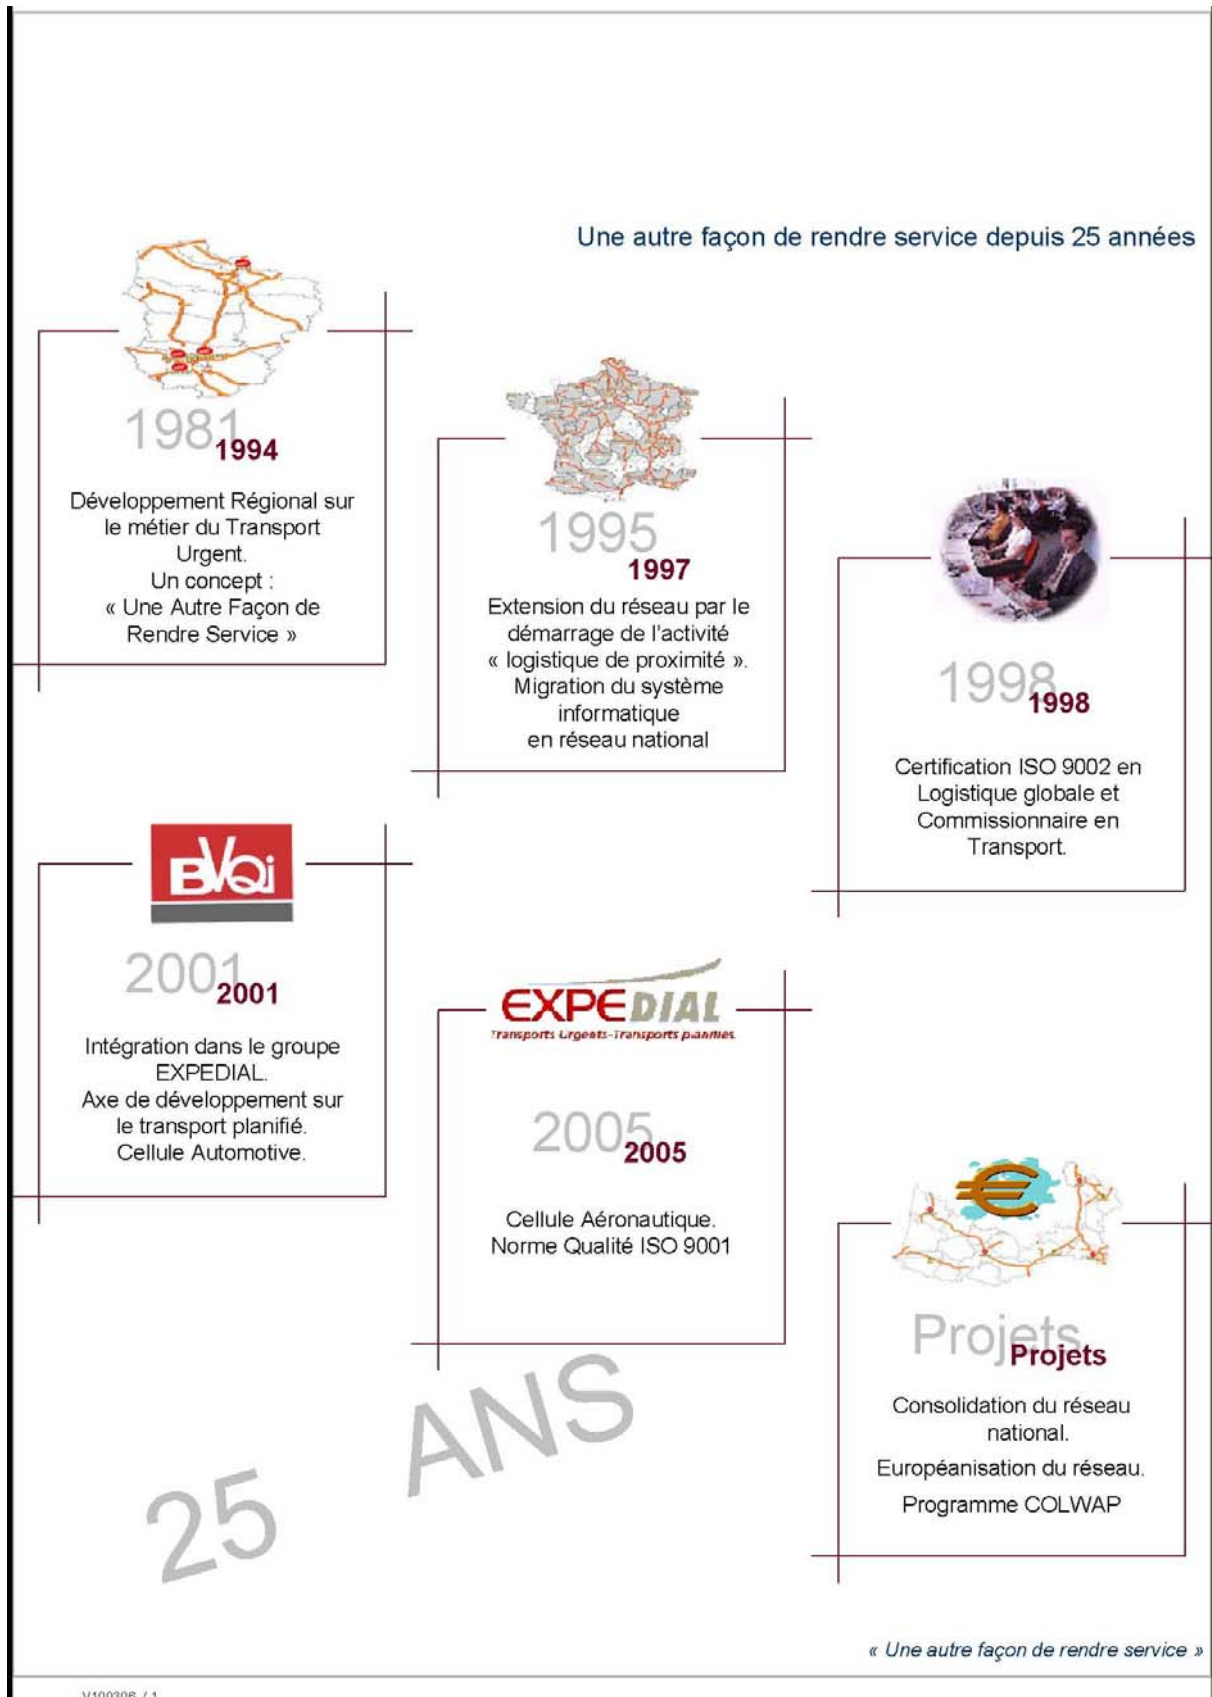 Une autre façon de rendre service depuis 25 années
1981
1994
Développement Régional sur
le métier du Transport
Urgent.
Un concept :
« Une Autre Façon de
Rendre Service »
1995
1997
Extension du réseau par le
démarrage de l'activité
« logistique de proximité ».
Migration du système
informatique
en réseau national
1998
1998
Certification ISO 9002 en
Logistique globale et
Commissionnaire en
Transport.
BVQi
2001
2001
Intégration dans le groupe
EXPEDIAL.
Axe de développement sur
le transport planifié.
Cellule Automotive.
EXPEDIAL
Transports Urgents-Transports planifiés.
2005
2005
Cellule Aéronautique.
Norme Qualité ISO 9001
€
Projets
Projets
Consolidation du réseau
national.
Européanisation du réseau.
Programme COLWAP
25 ANS
« Une autre façon de rendre service »